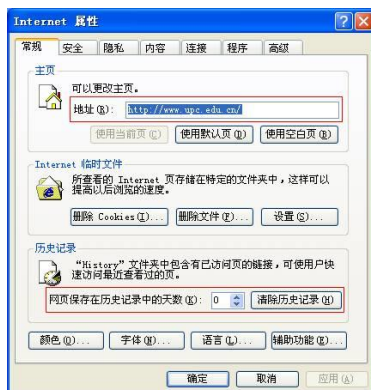 Internet 属性
常规 安全 隐私 内容 连接 程序 高级
主页
可以更改主页。
地址(R): http://www.upc.edu.cn/
使用当前页(C) 使用默认页(D) 使用空白页(B)
Internet 临时文件
所查看的 Internet 页存储在特定的文件夹中，这样可以
提高以后浏览的速度。
删除 Cookies(I)... 删除文件(F)... 设置(S)...
历史记录
“History”文件夹中包含有已访问页的链接，可使用户快
速访问最近查看过的页。
网页保存在历史记录中的天数(K): 0 清除历史记录(H)
颜色(O)... 字体(N)... 语言(L)... 辅助功能(E)...
确定 取消 应用(A)